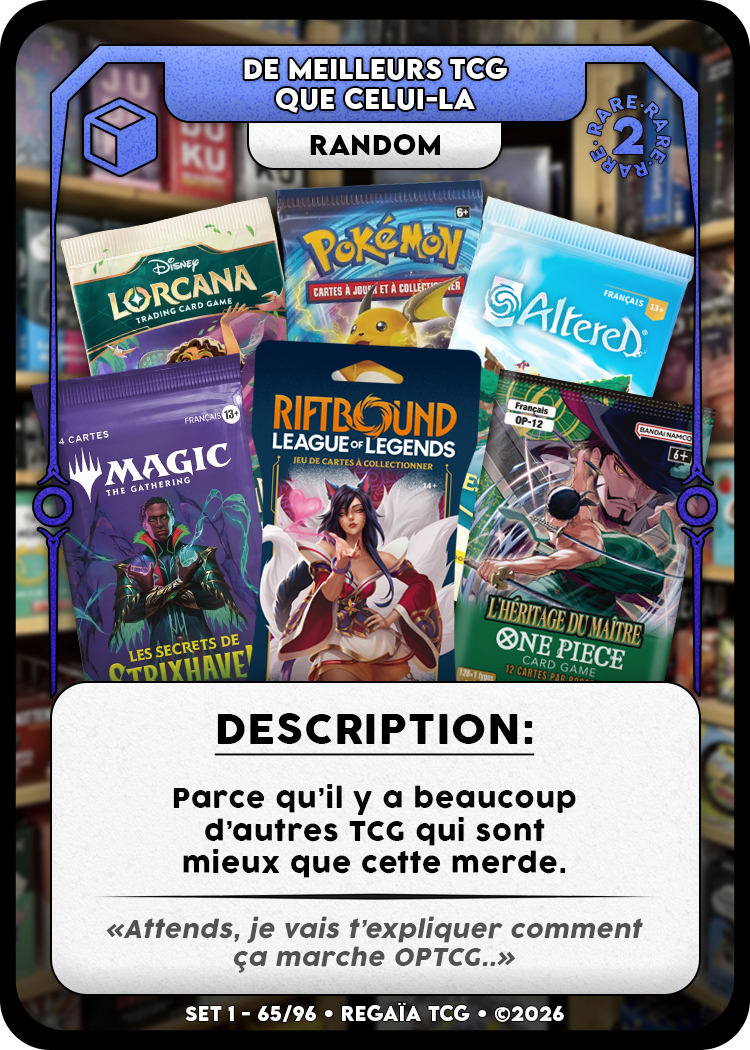 DE MEILLEURS TCG
QUE CELUI-LA
RANDOM
RARE·RARE·RARE·RARE·
2
JU
KU
DISNEY
LORCANA
TRADING CARD GAME
POKÉMON
6+
CARTES À JOUER ET À COLLECTIONNER
FRANÇAIS 13+
ALTERED
4 CARTES
FRANÇAIS 13+
MAGIC
THE GATHERING
LES SECRETS DE
STRIXHAVE
RIFTBOUND
LEAGUE OF LEGENDS
JEU DE CARTES À COLLECTIONNER
14+
Français
OP-12
BANDAI NAMCO
6+
L'HÉRITAGE DU MAÎTRE
ONE PIECE
CARD GAME
12 CARTES PAR
DESCRIPTION:
Parce qu'il y a beaucoup
d'autres TCG qui sont
mieux que cette merde.
«Attends, je vais t'expliquer comment
ça marche OPTCG..»
SET 1 - 65/96 • REGAÏA TCG • ©2026